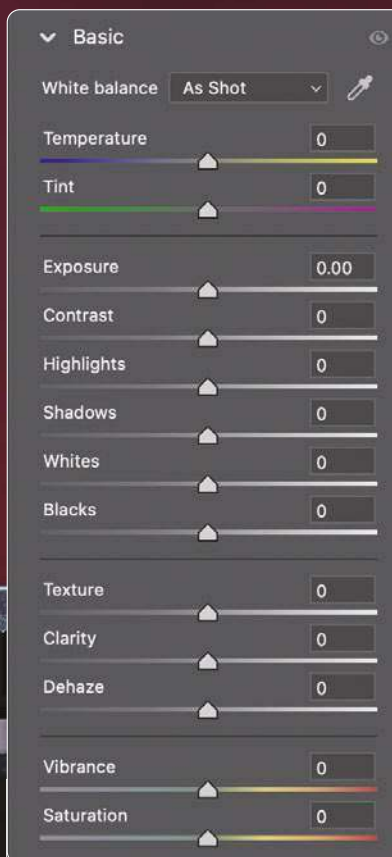 Basic
White balance As Shot
Temperature 0
Tint 0
Exposure 0.00
Contrast 0
Highlights 0
Shadows 0
Whites 0
Blacks 0
Texture 0
Clarity 0
Dehaze 0
Vibrance 0
Saturation 0